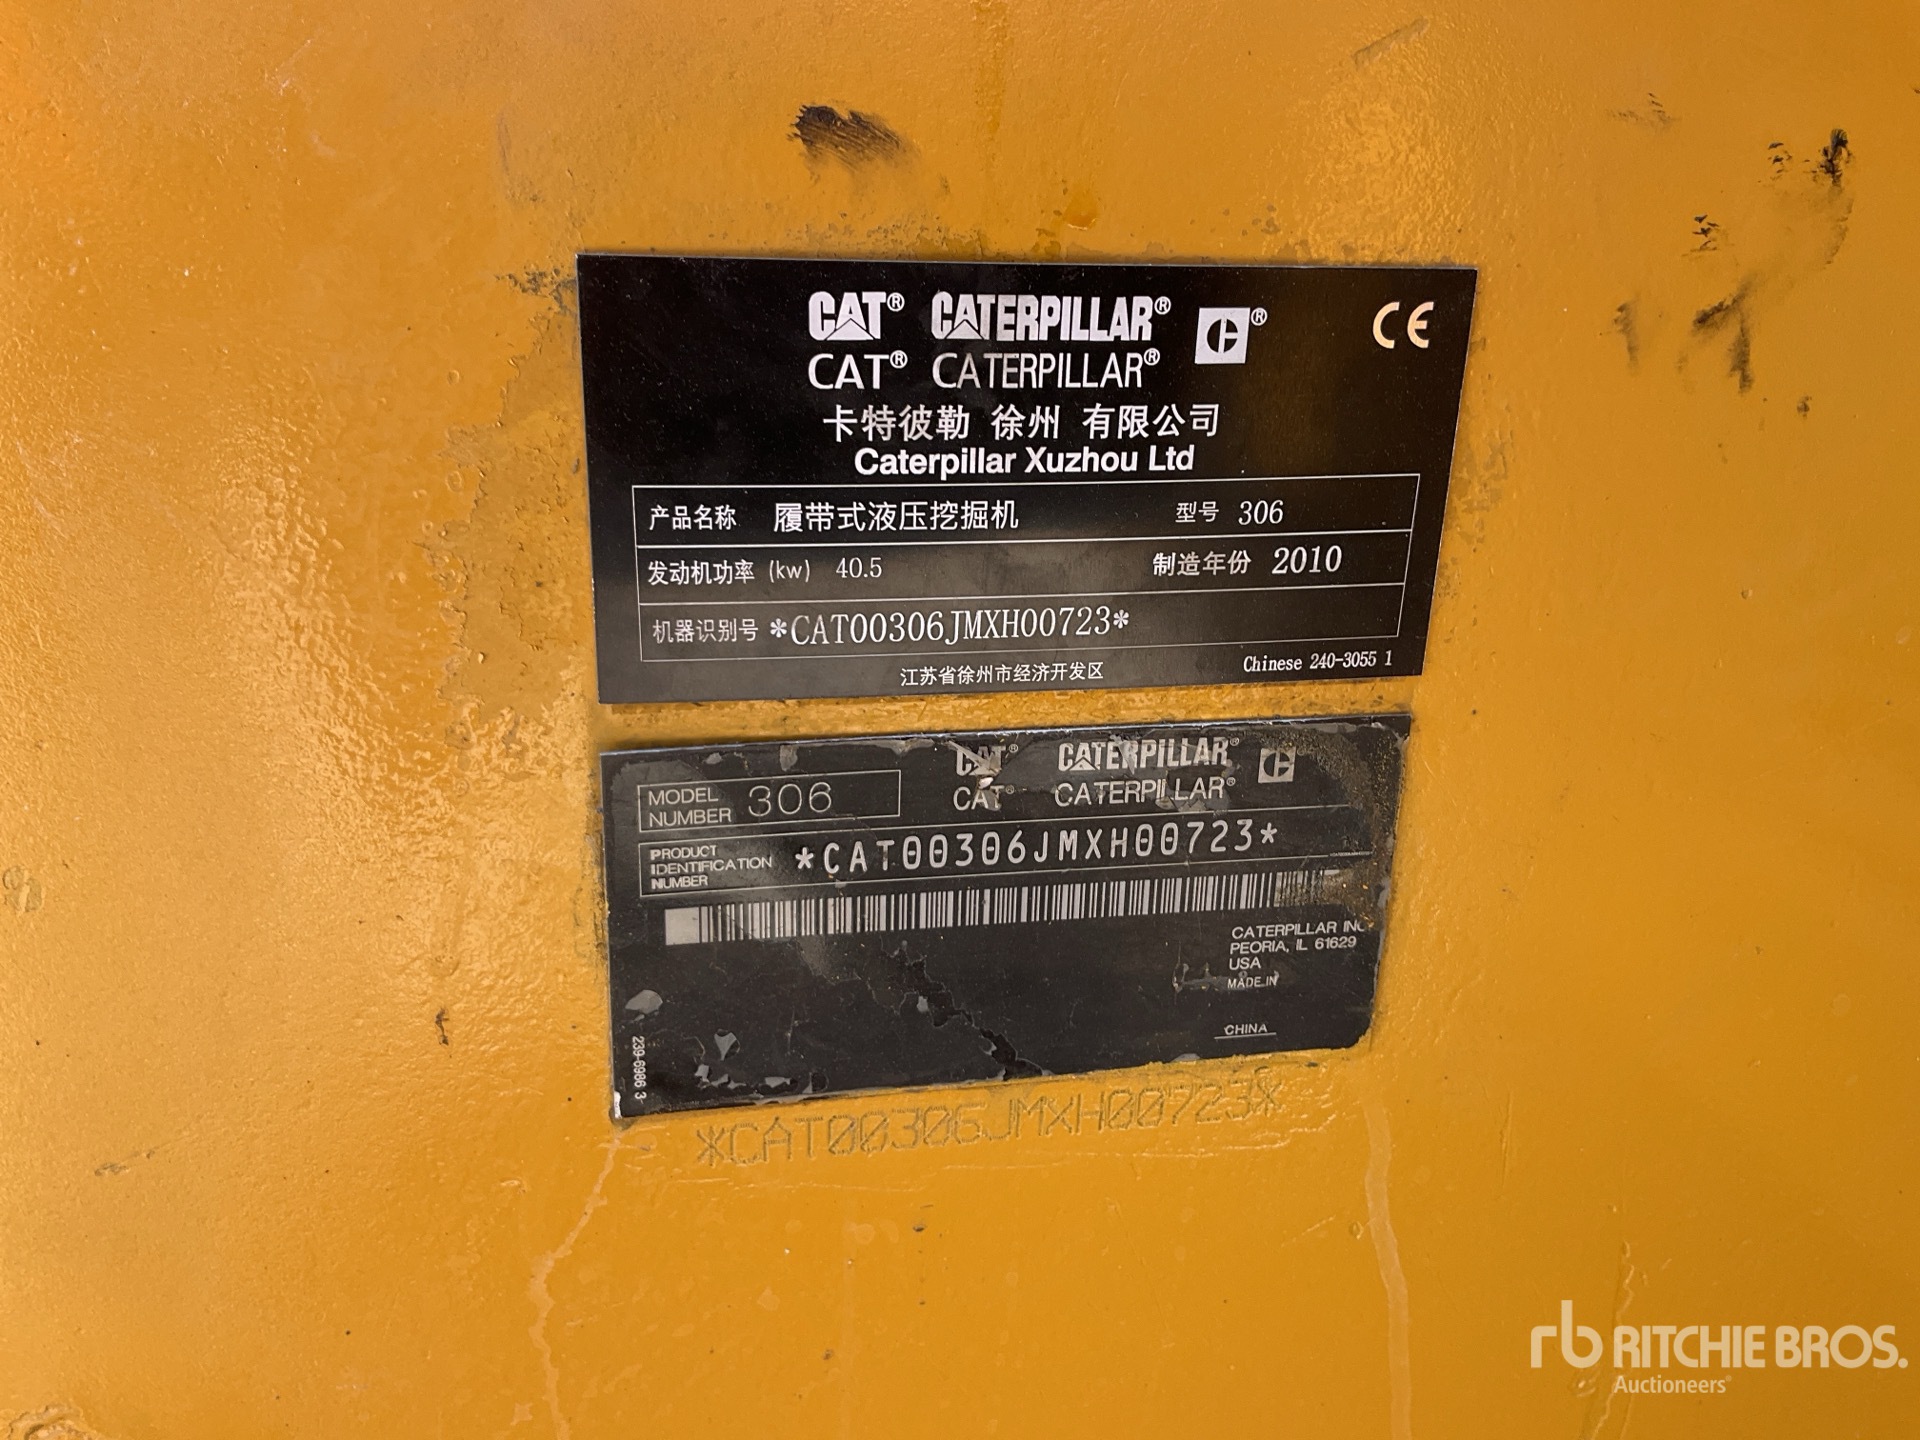 CAT® CATERPILLAR®
CAT® CATERPILLAR®
CE
卡特彼勒 徐州 有限公司
Caterpillar Xuzhou Ltd
产品名称 履带式液压挖掘机 型号 306
发动机功率 (kw) 40.5 制造年份 2010
机器识别号 *CAT00306JMXH00723*
江苏省徐州市经济开发区 Chinese 240-3055 1
CAT® CATERPILLAR®
CAT® CATERPILLAR®
MODEL NUMBER 306
PRODUCT IDENTIFICATION NUMBER *CAT00306JMXH00723*
CATERPILLAR INC
PEORIA, IL 61629
USA
MADE IN
CHINA
239-6986 3
*CAT00306JMXH00723*
rb RITCHIE BROS.
Auctioneers